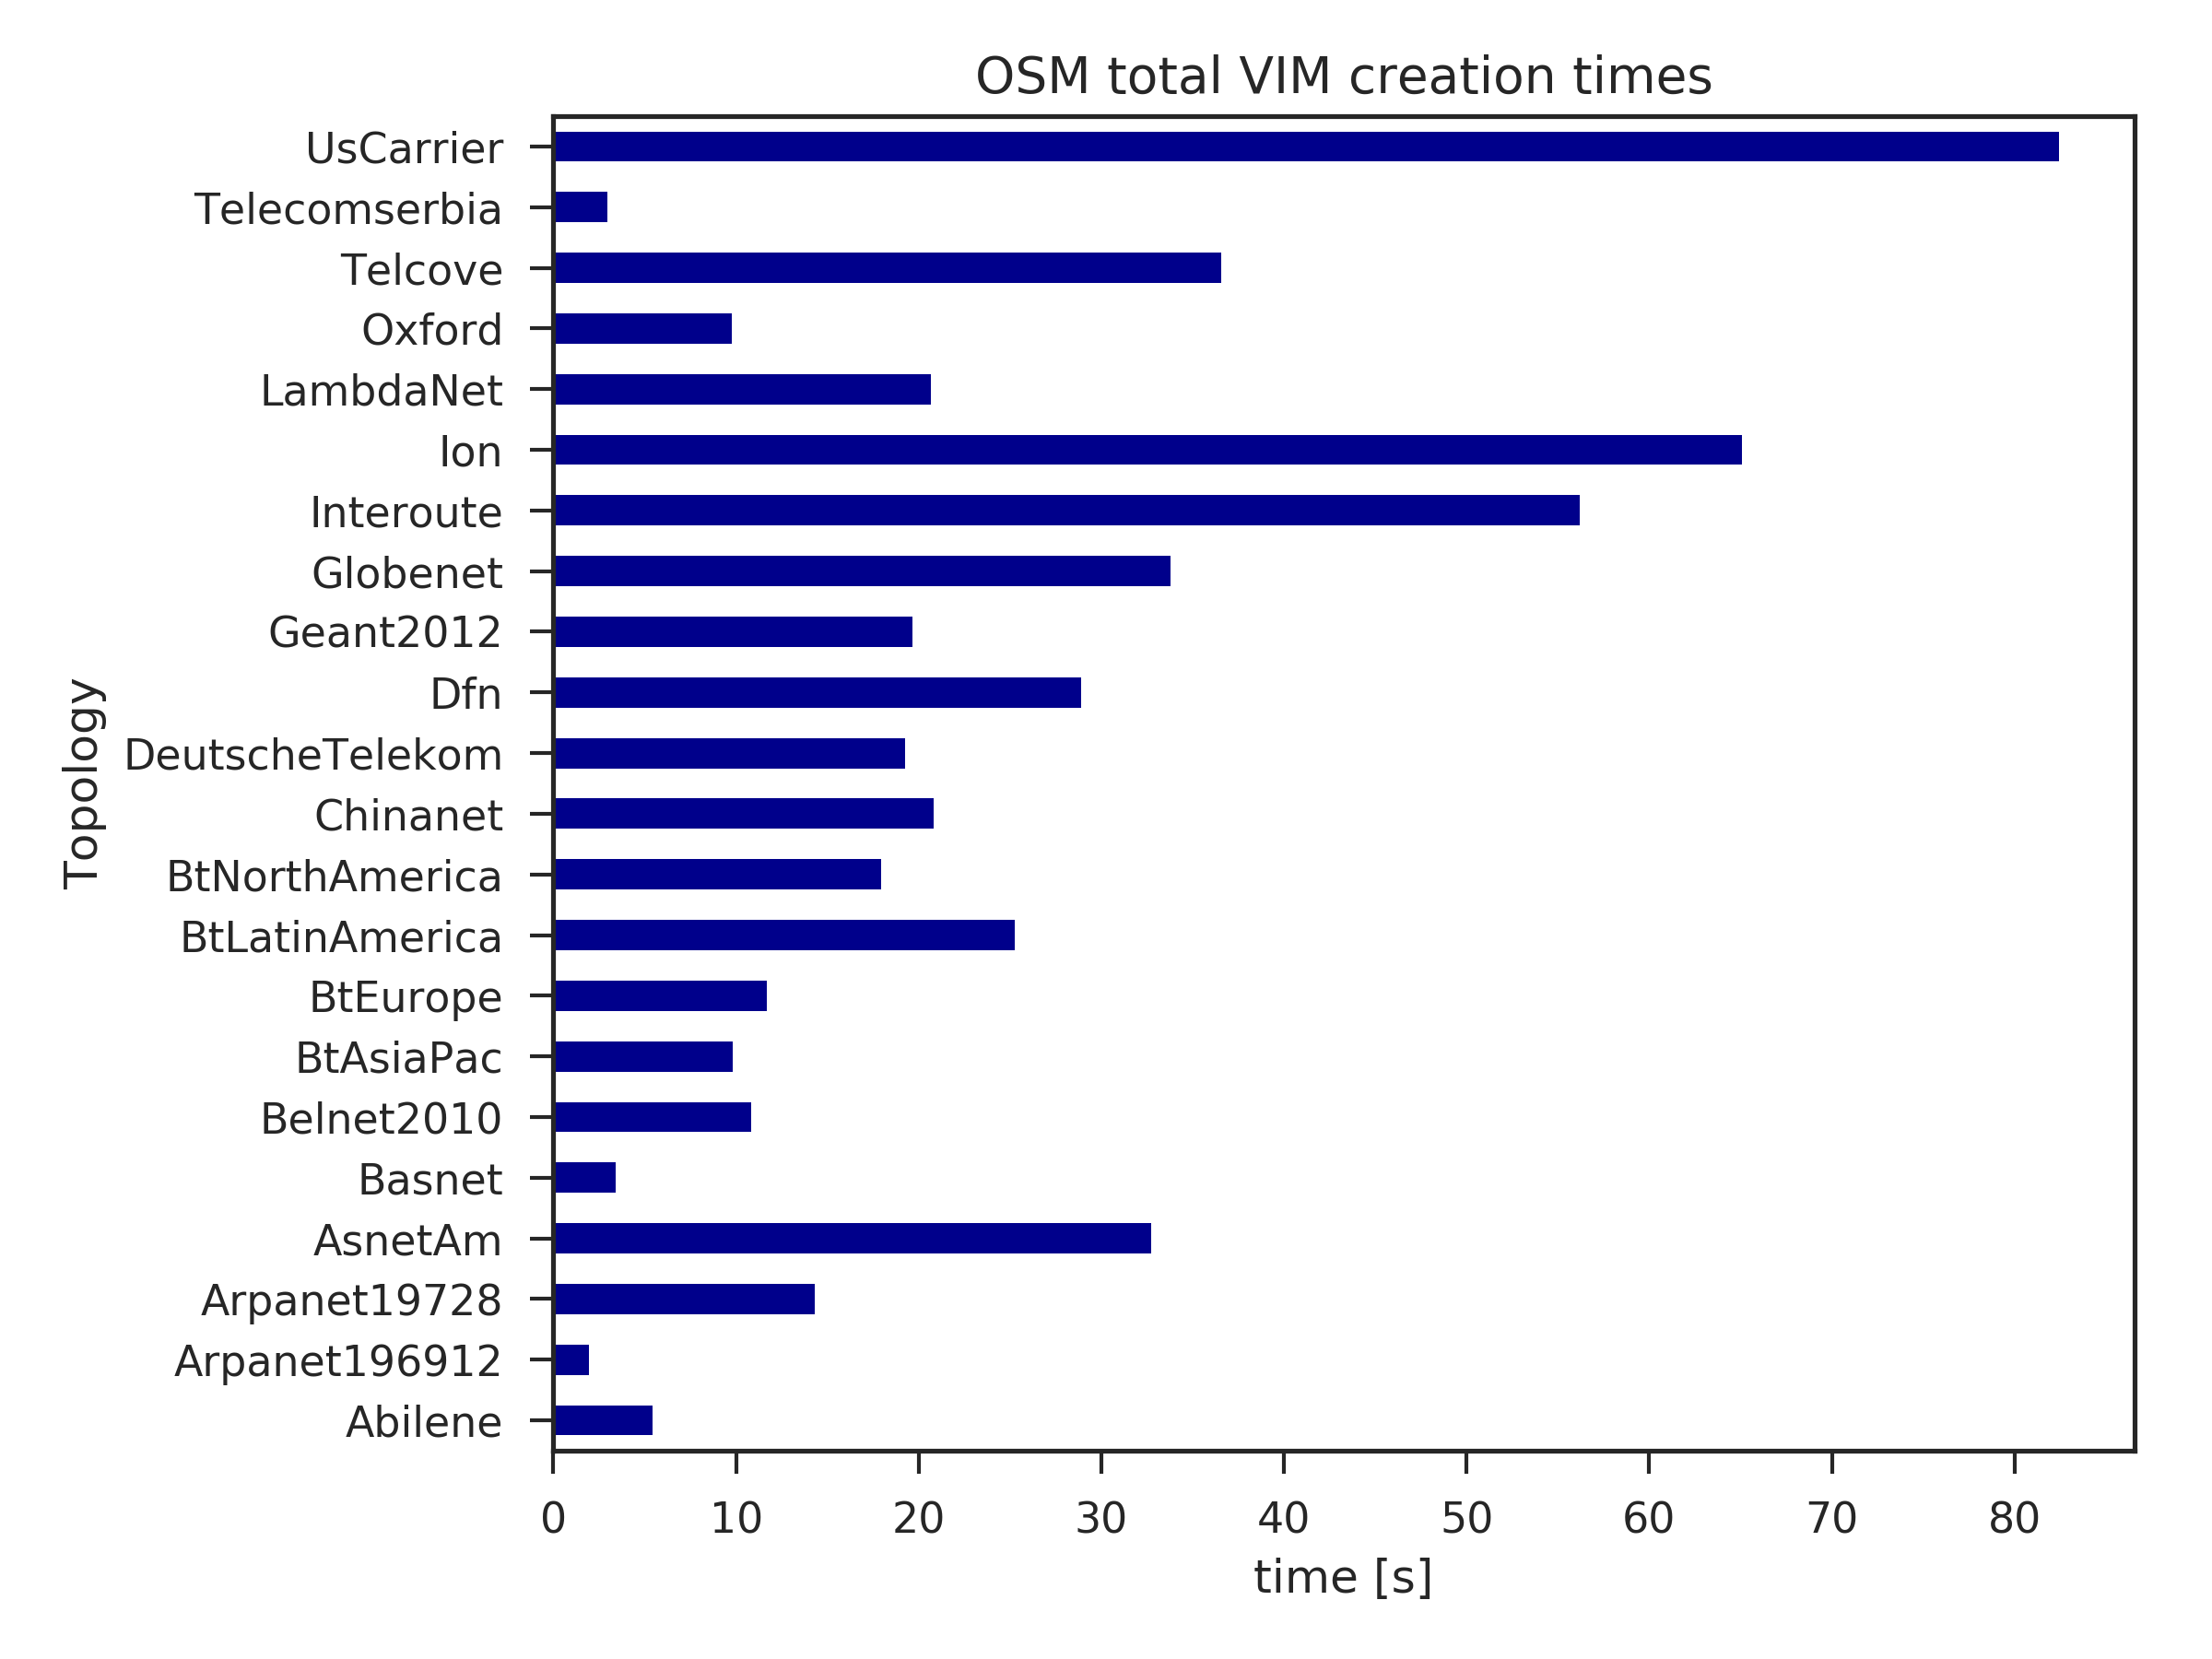 OSM total VIM creation times
UsCarrier
Telecomserbia
Telcove
Oxford
LambdaNet
Ion
Interoute
Globenet
Geant2012
Dfn
DeutscheTelekom
Chinanet
BtNorthAmerica
BtLatinAmerica
BtEurope
BtAsiaPac
Belnet2010
Basnet
AsnetAm
Arpanet19728
Arpanet196912
Abilene
Topology
0 10 20 30 40 50 60 70 80
time [s]